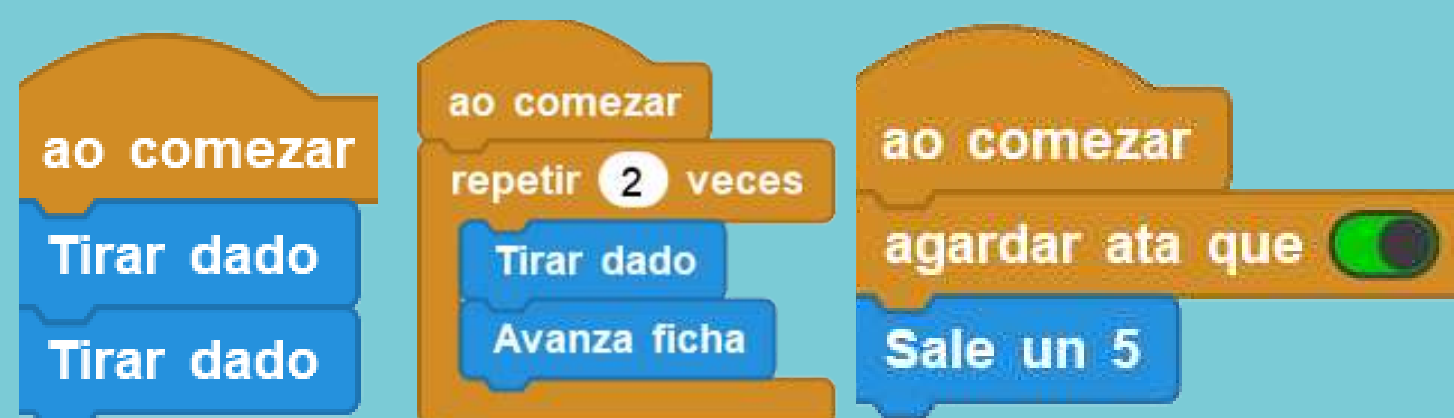 ao comezar
Tirar dado
Tirar dado
ao comezar
repetir 2 veces
Tirar dado
Avanza ficha
ao comezar
agardar ata que
Sale un 5